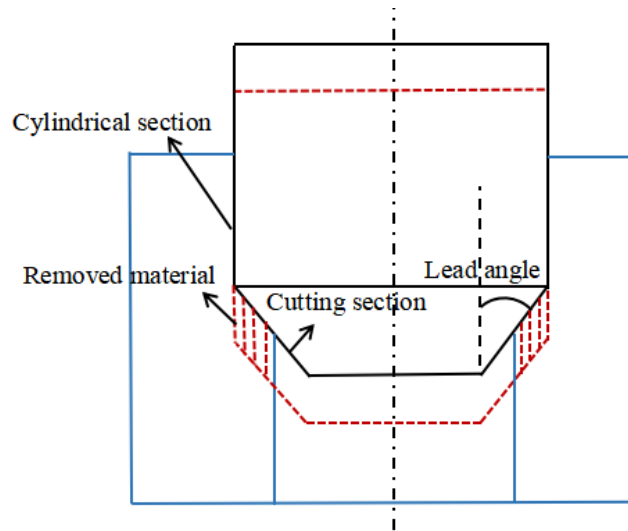 Cylindrical section
Lead angle
Removed material
Cutting section